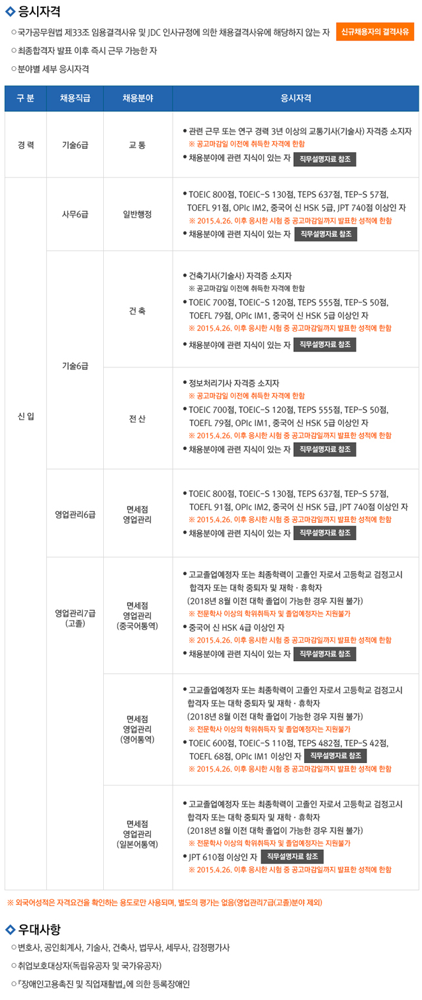 응시자격
○ 국가공무원법 제33조 임용결격사유 및 JDC 인사규정에 의한 채용결격사유에 해당하지 않는 자 신규채용자의 결격사유
○ 최종합격자 발표 이후 즉시 근무 가능한 자
○ 분야별 세부 응시자격
구 분 채용직급 채용분야 응시자격
경 력 기술6급 교 통
• 관련 근무 또는 연구 경력 3년 이상의 교통기사(기술사) 자격증 소지자
※ 공고마감일 이전에 취득한 자격에 한함
• 채용분야에 관련 지식이 있는 자 직무설명자료 참조
신 입
사무6급 일반행정
• TOEIC 800점, TOEIC-S 130점, TEPS 637점, TEP-S 57점,
TOEFL 91점, OPIc IM2, 중국어 신 HSK 5급, JPT 740점 이상인 자
※ 2015.4.26. 이후 응시한 시험 중 공고마감일까지 발표한 성적에 한함
• 채용분야에 관련 지식이 있는 자 직무설명자료 참조
기술6급
건 축
• 건축기사(기술사) 자격증 소지자
※ 공고마감일 이전에 취득한 자격에 한함
• TOEIC 700점, TOEIC-S 120점, TEPS 555점, TEP-S 50점,
TOEFL 79점, OPIc IM1, 중국어 신 HSK 5급 이상인 자
※ 2015.4.26. 이후 응시한 시험 중 공고마감일까지 발표한 성적에 한함
• 채용분야에 관련 지식이 있는 자 직무설명자료 참조
전 산
• 정보처리기사 자격증 소지자
※ 공고마감일 이전에 취득한 자격에 한함
• TOEIC 700점, TOEIC-S 120점, TEPS 555점, TEP-S 50점,
TOEFL 79점, OPIc IM1, 중국어 신 HSK 5급 이상인 자
※ 2015.4.26. 이후 응시한 시험 중 공고마감일까지 발표한 성적에 한함
• 채용분야에 관련 지식이 있는 자 직무설명자료 참조
영업관리6급
면세점
영업관리
• TOEIC 800점, TOEIC-S 130점, TEPS 637점, TEP-S 57점,
TOEFL 91점, OPIc IM2, 중국어 신 HSK 5급, JPT 740점 이상인 자
※ 2015.4.26. 이후 응시한 시험 중 공고마감일까지 발표한 성적에 한함
• 채용분야에 관련 지식이 있는 자 직무설명자료 참조
영업관리7급
(고졸)
면세점
영업관리
(중국어통역)
• 고교졸업예정자 또는 최종학력이 고졸인 자로서 고등학교 검정고시
합격자 또는 대학 중퇴자 및 재학 · 휴학자
(2018년 8월 이전 대학 졸업이 가능한 경우 지원 불가)
※ 전문학사 이상의 학위취득자 및 졸업예정자는 지원불가
• 중국어 신 HSK 4급 이상인 자
※ 2015.4.26. 이후 응시한 시험 중 공고마감일까지 발표한 성적에 한함
• 채용분야에 관련 지식이 있는 자 직무설명자료 참조
면세점
영업관리
(영어통역)
• 고교졸업예정자 또는 최종학력이 고졸인 자로서 고등학교 검정고시
합격자 또는 대학 중퇴자 및 재학 · 휴학자
(2018년 8월 이전 대학 졸업이 가능한 경우 지원 불가)
※ 전문학사 이상의 학위취득자 및 졸업예정자는 지원불가
• TOEIC 600점, TOEIC-S 110점, TEPS 482점, TEP-S 42점,
TOEFL 68점, OPIc IM1 이상인 자 직무설명자료 참조
※ 2015.4.26. 이후 응시한 시험 중 공고마감일까지 발표한 성적에 한함
면세점
영업관리
(일본어통역)
• 고교졸업예정자 또는 최종학력이 고졸인 자로서 고등학교 검정고시
합격자 또는 대학 중퇴자 및 재학 · 휴학자
(2018년 8월 이전 대학 졸업이 가능한 경우 지원 불가)
※ 전문학사 이상의 학위취득자 및 졸업예정자는 지원불가
• JPT 610점 이상인 자 직무설명자료 참조
※ 2015.4.26. 이후 응시한 시험 중 공고마감일까지 발표한 성적에 한함
※ 외국어성적은 자격요건을 확인하는 용도로만 사용되며, 별도의 평가는 없음(영업관리7급(고졸)분야 제외)
우대사항
○ 변호사, 공인회계사, 기술사, 건축사, 법무사, 세무사, 감정평가사
○ 취업보호대상자(독립유공자 및 국가유공자)
○ 『장애인고용촉진 및 직업재활법』에 의한 등록장애인